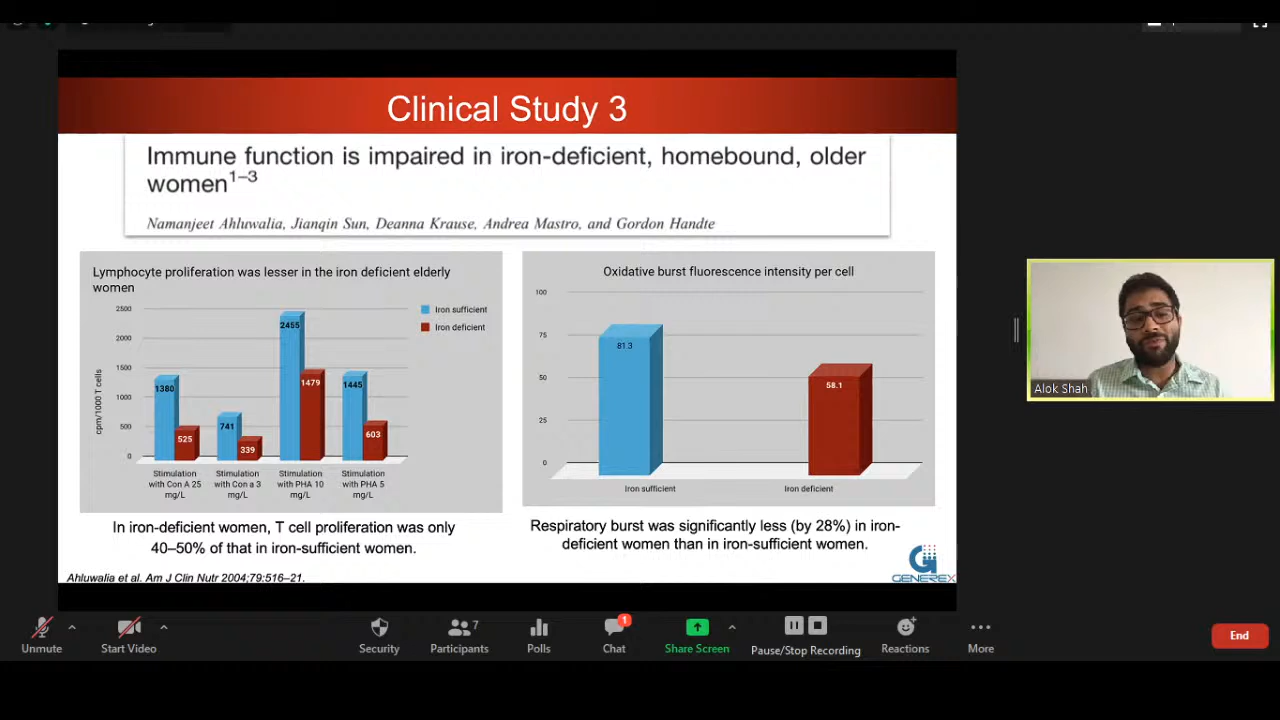 Clinical Study 3
Immune function is impaired in iron-deficient, homebound, older
women1–3
Namanjeet Ahluwalia, Jianqin Sun, Deanna Krause, Andrea Mastro, and Gordon Handte
Lymphocyte proliferation was lesser in the iron deficient elderly
women
2500
2000
1500
1000
500
0
cpm/1000 T cells
Iron sufficient
Iron deficient
1380
525
741
339
2455
1479
1445
603
Stimulation
with Con A 25
mg/L
Stimulation
with Con a 3
mg/L
Stimulation
with PHA 10
mg/L
Stimulation
with PHA 5
mg/L
In iron-deficient women, T cell proliferation was only
40–50% of that in iron-sufficient women.
Oxidative burst fluorescence intensity per cell
100
75
50
25
0
81.3
58.1
Iron sufficient
Iron deficient
Respiratory burst was significantly less (by 28%) in iron-
deficient women than in iron-sufficient women.
Ahluwalia et al. Am J Clin Nutr 2004;79:516–21.
GENEREX
Alok Shah
Unmute
Start Video
Security
7
Participants
Polls
1
Chat
Share Screen
Pause/Stop Recording
Reactions
More
End